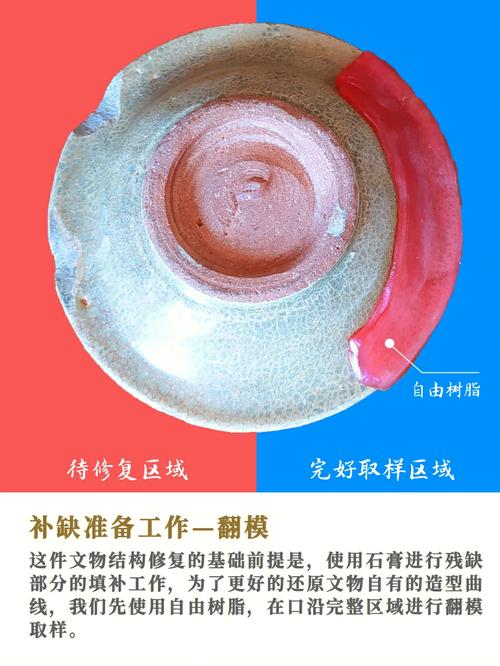 自由树脂
待修复区域
完好取样区域
补缺准备工作—翻模
这件文物结构修复的基础前提是，使用石膏进行残缺
部分的填补工作，为了更好的还原文物自有的造型曲
线，我们先使用自由树脂，在口沿完整区域进行翻模
取样。